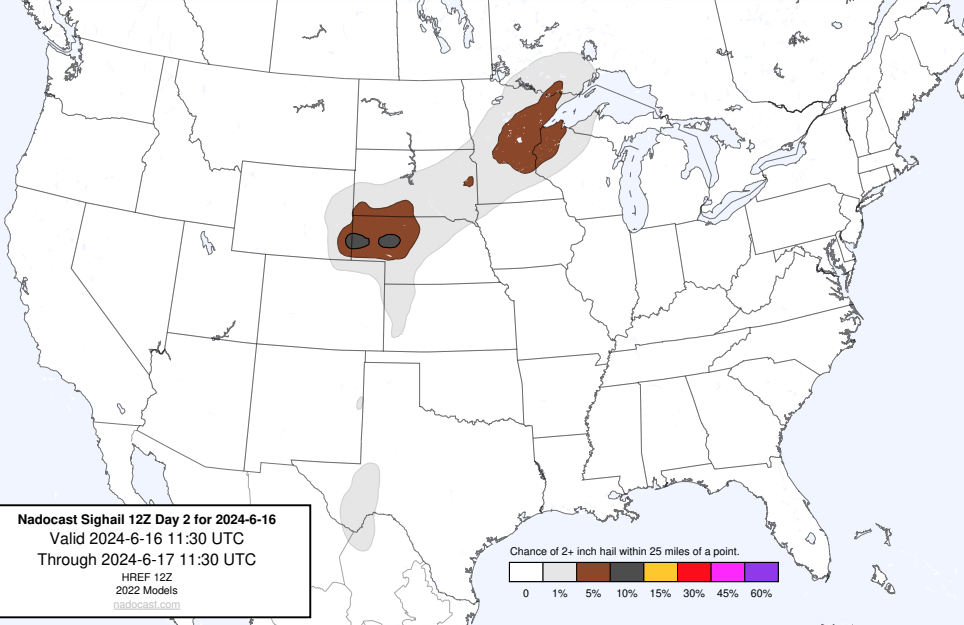 Nadocast Sighail 12Z Day 2 for 2024-6-16
Valid 2024-6-16 11:30 UTC
Through 2024-6-17 11:30 UTC
HREF 12Z
2022 Models
nadocast.com
Chance of 2+ inch hail within 25 miles of a point.
0 1% 5% 10% 15% 30% 45% 60%